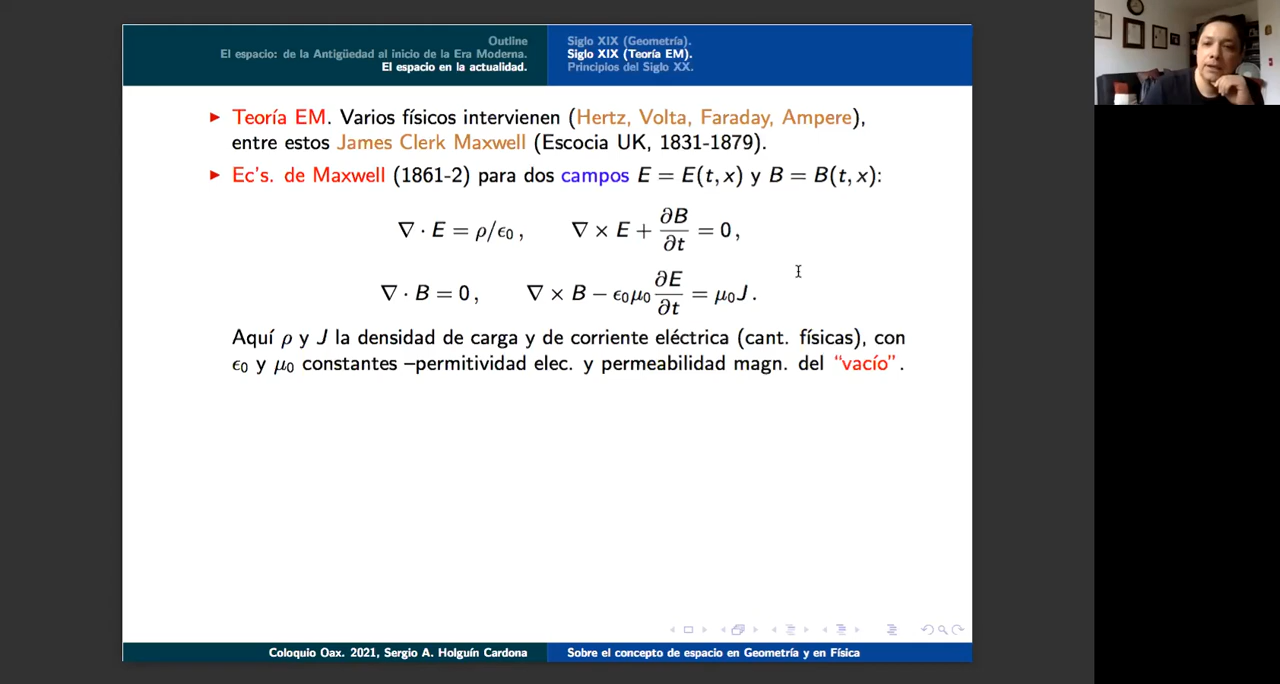 Outline
El espacio: de la Antigüedad al inicio de la Era Moderna.
El espacio en la actualidad.
Siglo XIX (Geometría).
Siglo XIX (Teoría EM).
Principios del Siglo XX.
▶ Teoría EM. Varios físicos intervienen (Hertz, Volta, Faraday, Ampere),
entre estos James Clerk Maxwell (Escocia UK, 1831-1879).
▶ Ec's. de Maxwell (1861-2) para dos campos E = E(t, x) y B = B(t, x):
∇ · E = ρ/ϵ₀ , ∇ × E + ∂B/∂t = 0 ,
∇ · B = 0 , ∇ × B − ϵ₀μ₀ ∂E/∂t = μ₀J .
Aquí ρ y J la densidad de carga y de corriente eléctrica (cant. físicas), con
ϵ₀ y μ₀ constantes –permitividad elec. y permeabilidad magn. del “vacío”.
Coloquio Oax. 2021, Sergio A. Holguín Cardona
Sobre el concepto de espacio en Geometría y en Física